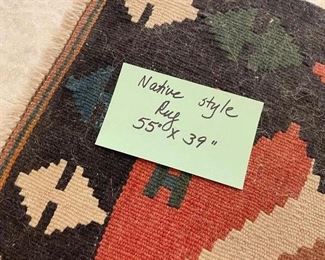 Native style
Rug
55" x 39"